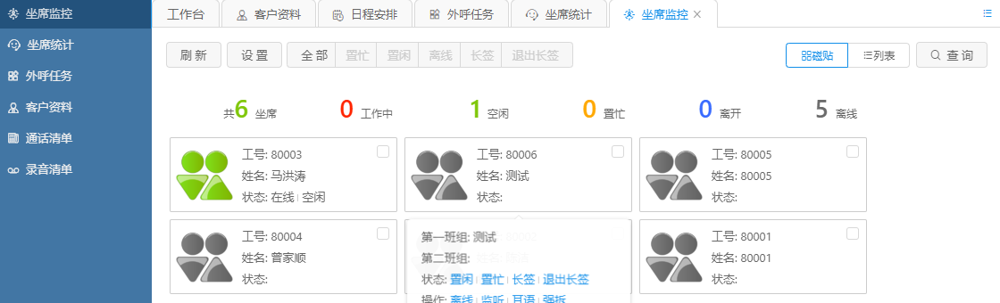 坐席监控
坐席统计
外呼任务
客户资料
通话清单
录音清单
工作台 客户资料 日程安排 外呼任务 坐席统计 坐席监控
刷 新 设 置 全 部 置忙 置闲 离线 长签 退出长签 磁贴 列表 查 询
共6 坐席 0 工作中 1 空闲 0 置忙 0 离开 5 离线
工号: 80003
姓名: 马洪涛
状态: 在线 | 空闲
工号: 80006
姓名: 测试
状态:
工号: 80005
姓名: 80005
状态:
工号: 80004
姓名: 曾家顺
状态:
第一班组: 测试
第二班组:
状态: 置闲 | 置忙 | 长签 | 退出长签
操作: 离线 | 监听 | 耳语 | 强拆
工号: 80001
姓名: 80001
状态: